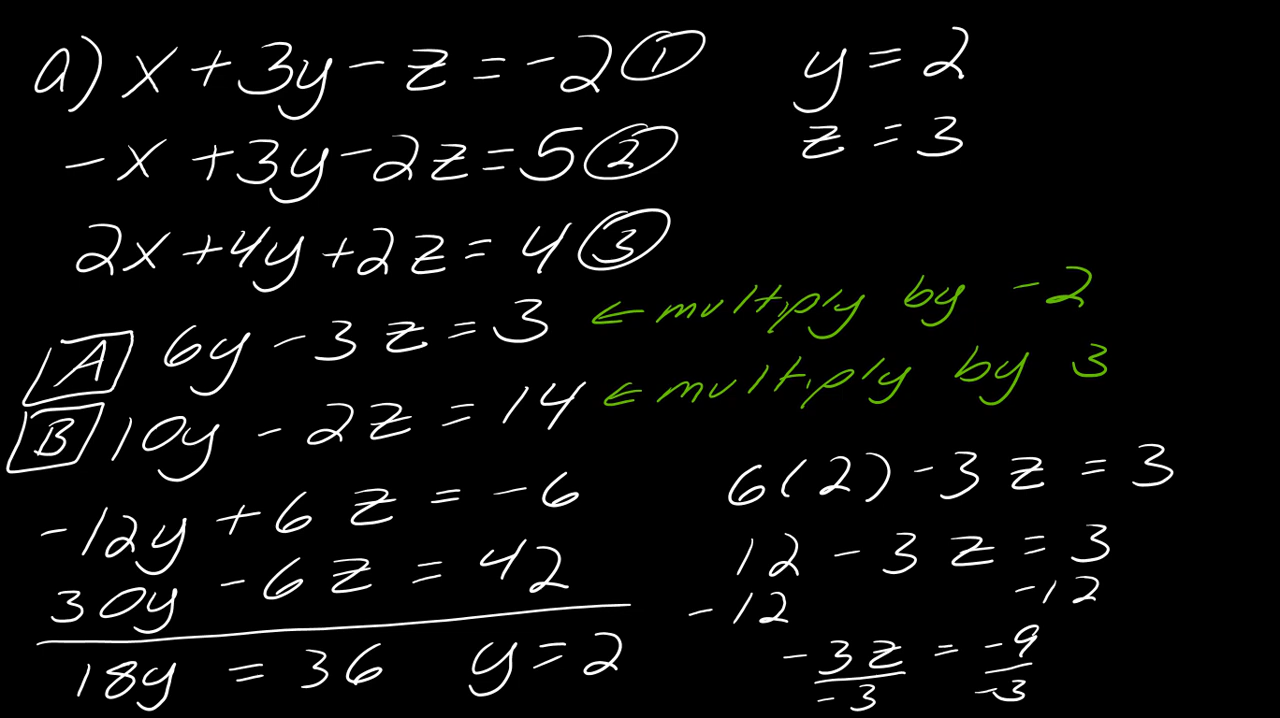 a) x + 3y - z = -2 ①
-x + 3y - 2z = 5 ②
2x + 4y + 2z = 4 ③
A 6y - 3z = 3 ← multiply by -2
B 10y - 2z = 14 ← multiply by 3
-12y + 6z = -6
30y - 6z = 42
18y = 36 y = 2
y = 2
z = 3
6(2) - 3z = 3
12 - 3z = 3
-12 -12
-3z = -9
-3 -3